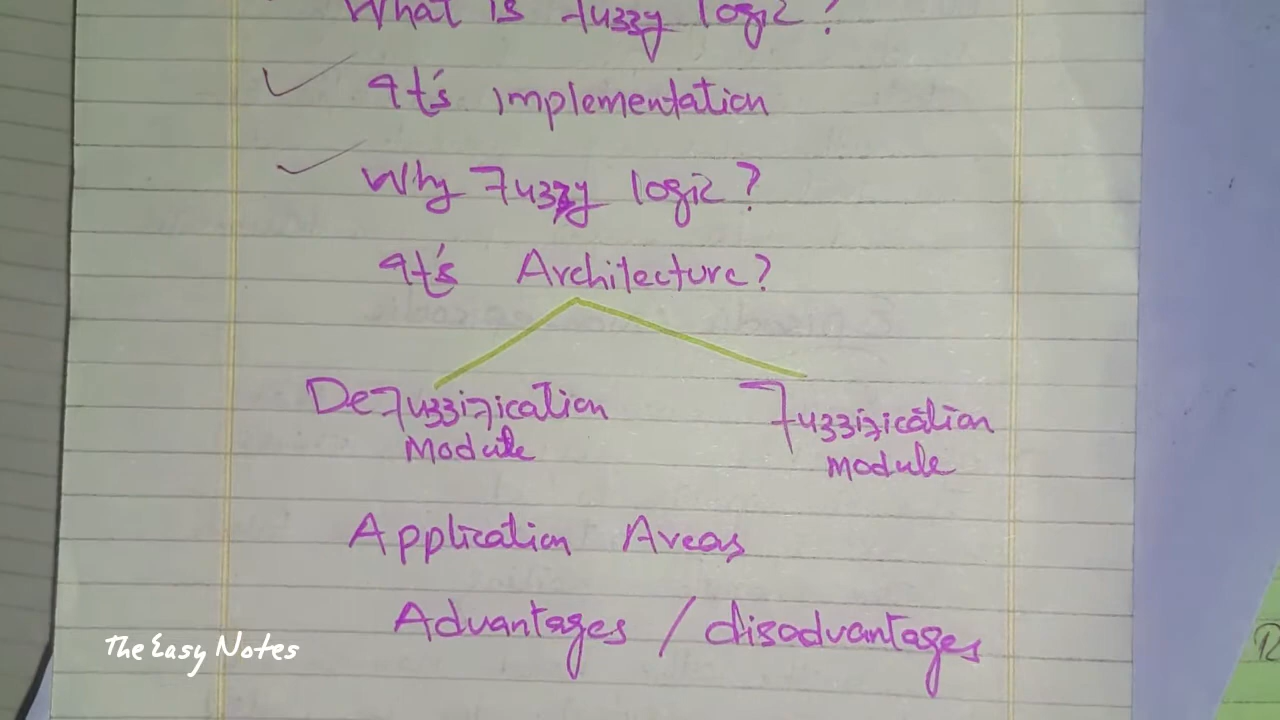 What is fuzzy logic?
It's implementation
Why Fuzzy logic?
It's Architecture?
DeFuzzification
Module
Fuzzification
module
Application Areas
Advantages / disadvantages
The Easy Notes
12